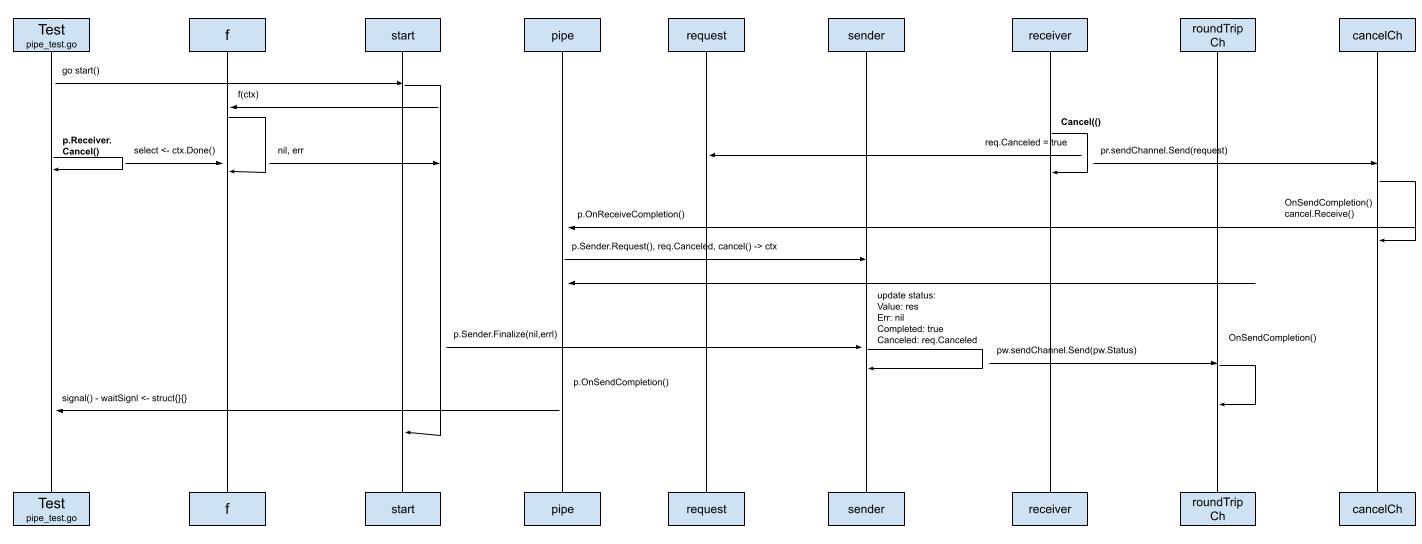 Test
pipe_test.go
f
start
pipe
request
sender
receiver
roundTrip
Ch
cancelCh
go start()
f(ctx)
Cancel(()
p.Receiver.
Cancel()
select <- ctx.Done()
nil, err
req.Canceled = true
pr.sendChannel.Send(request)
OnSendCompletion()
cancel.Receive()
p.OnReceiveCompletion()
p.Sender.Request(), req.Canceled, cancel() -> ctx
update status:
Value: res
Err: nil
Completed: true
Canceled: req.Canceled
p.Sender.Finalize(nil,errl)
OnSendCompletion()
pw.sendChannel.Send(pw.Status)
p.OnSendCompletion()
signal() - waitSignl <- struct{}{}
Test
pipe_test.go
f
start
pipe
request
sender
receiver
roundTrip
Ch
cancelCh